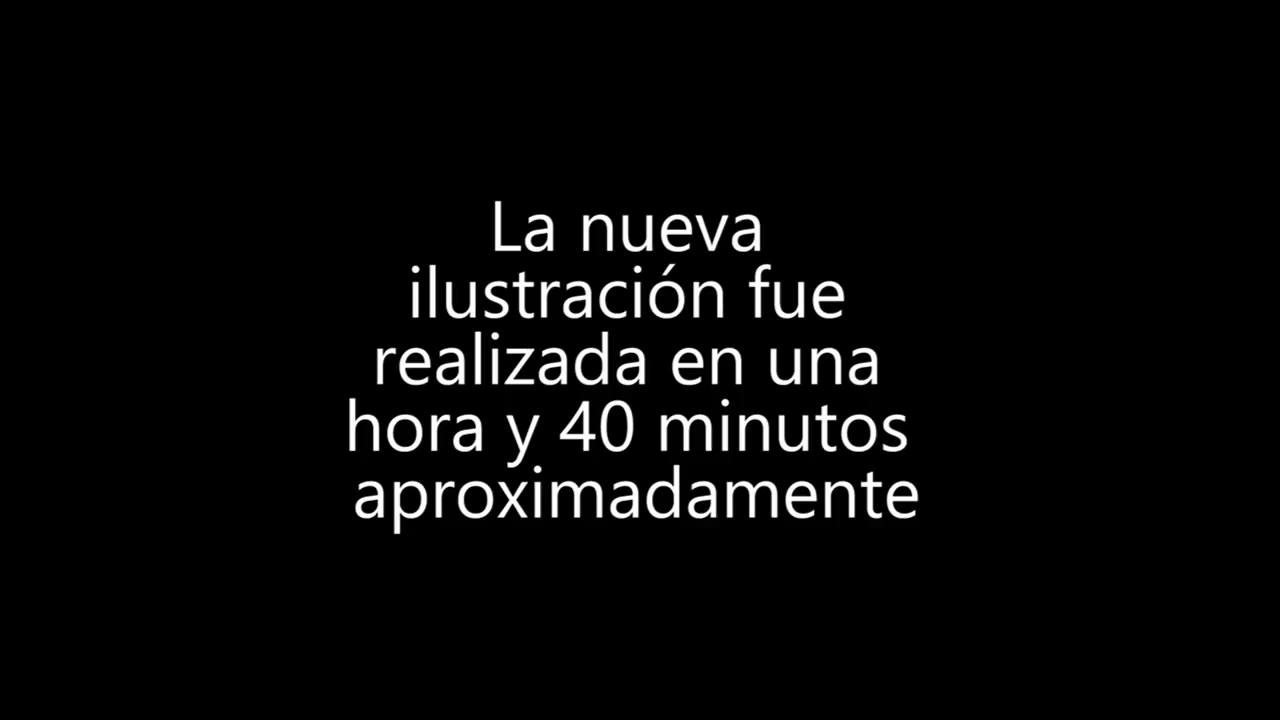 La nueva
ilustración fue
realizada en una
hora y 40 minutos
aproximadamente